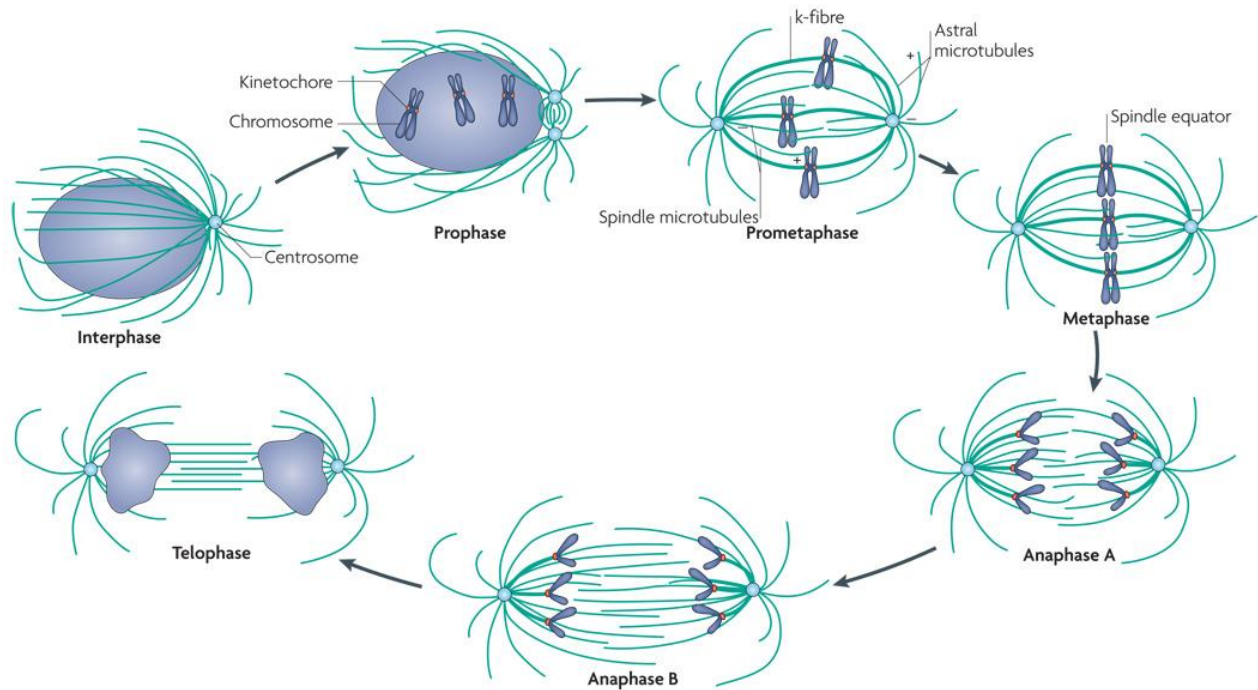 k-fibre
Astral
microtubules
+
Kinetochore
Chromosome
−
−
+
Spindle microtubules
Prophase
Prometaphase
Spindle equator
−
Centrosome
Interphase
Metaphase
Telophase
Anaphase A
Anaphase B